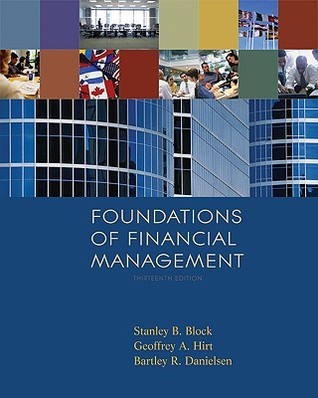 FOUNDATIONS
OF FINANCIAL
MANAGEMENT
THIRTEENTH EDITION
Stanley B. Block
Geoffrey A. Hirt
Bartley R. Danielsen